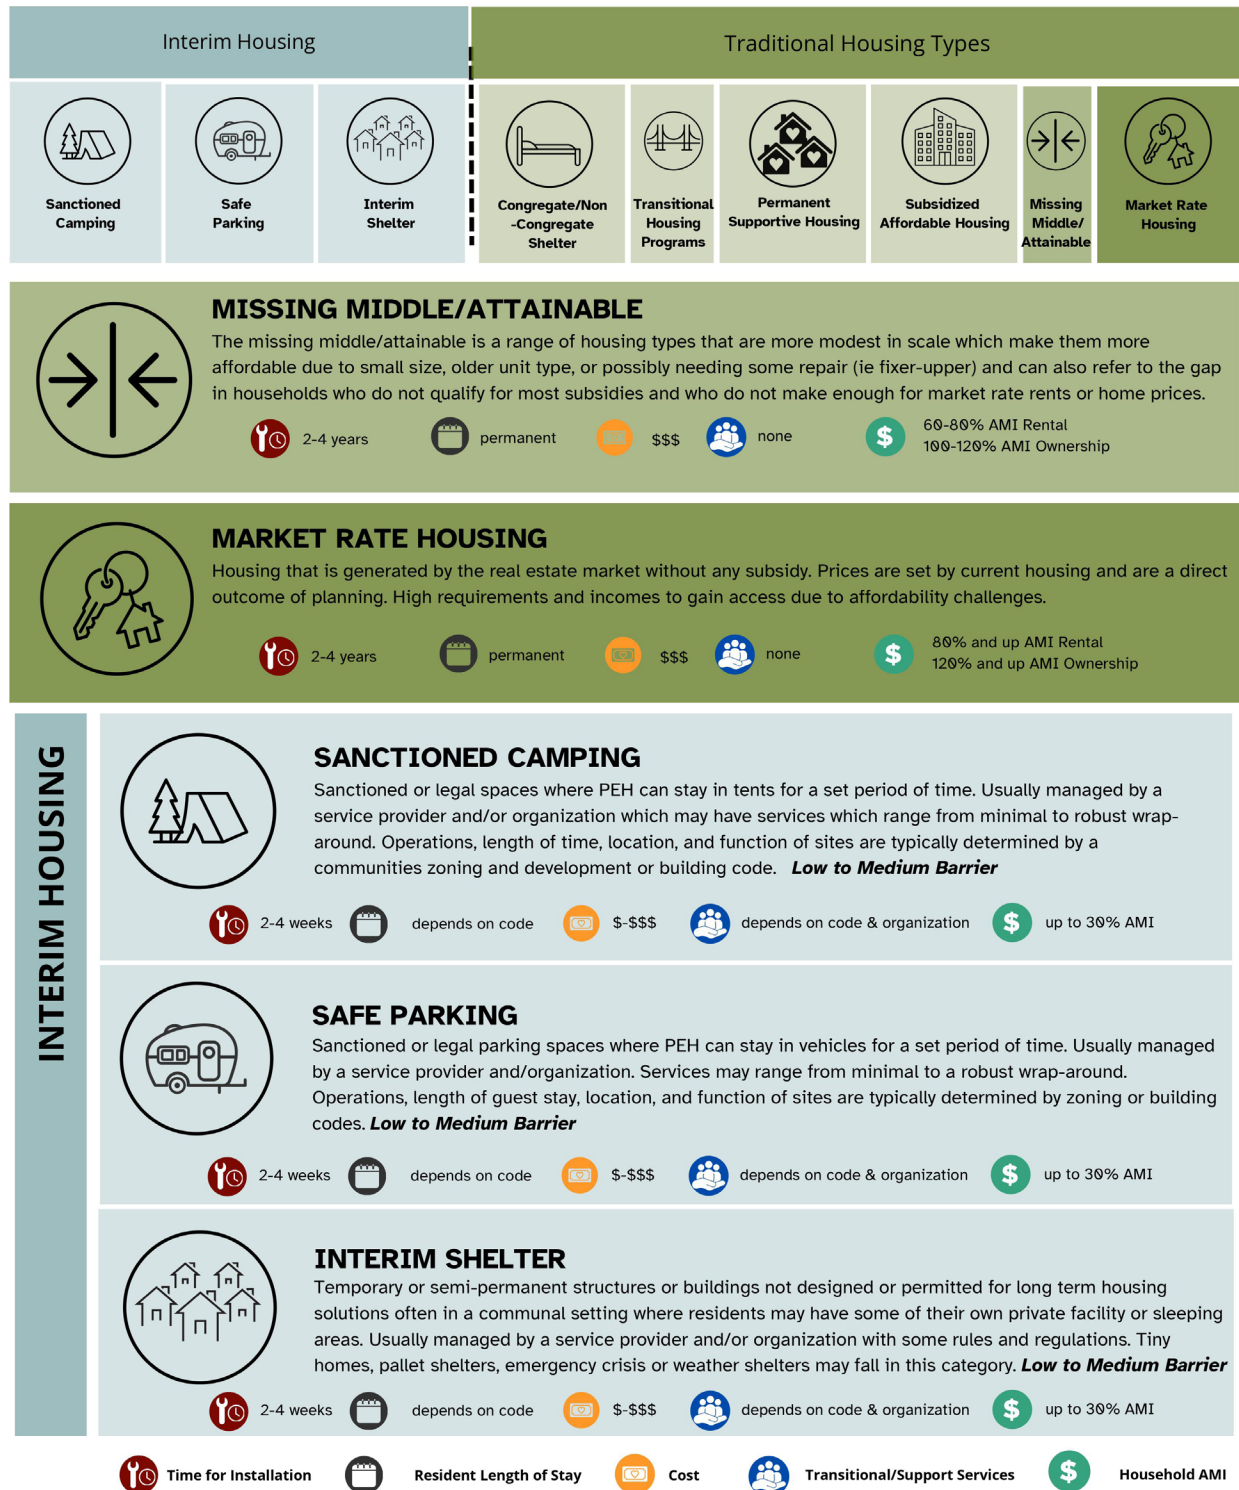 Interim Housing
Traditional Housing Types
Sanctioned
Camping
Safe
Parking
Interim
Shelter
Congregate/Non
-Congregate
Shelter
Transitional
Housing
Programs
Permanent
Supportive Housing
Subsidized
Affordable Housing
Missing
Middle/
Attainable
Market Rate
Housing
MISSING MIDDLE/ATTAINABLE
The missing middle/attainable is a range of housing types that are more modest in scale which make them more
affordable due to small size, older unit type, or possibly needing some repair (ie fixer-upper) and can also refer to the gap
in households who do not qualify for most subsidies and who do not make enough for market rate rents or home prices.
2-4 years
permanent
$$$
none
$
60-80% AMI Rental
100-120% AMI Ownership
MARKET RATE HOUSING
Housing that is generated by the real estate market without any subsidy. Prices are set by current housing and are a direct
outcome of planning. High requirements and incomes to gain access due to affordability challenges.
2-4 years
permanent
$$$
none
$
80% and up AMI Rental
120% and up AMI Ownership
INTERIM HOUSING
SANCTIONED CAMPING
Sanctioned or legal spaces where PEH can stay in tents for a set period of time. Usually managed by a
service provider and/or organization which may have services which range from minimal to robust wrap-
around. Operations, length of time, location, and function of sites are typically determined by a
communities zoning and development or building code. Low to Medium Barrier
2-4 weeks
depends on code
$-$$$
depends on code & organization
$
up to 30% AMI
SAFE PARKING
Sanctioned or legal parking spaces where PEH can stay in vehicles for a set period of time. Usually managed
by a service provider and/organization. Services may range from minimal to a robust wrap-around.
Operations, length of guest stay, location, and function of sites are typically determined by zoning or building
codes. Low to Medium Barrier
2-4 weeks
depends on code
$-$$$
depends on code & organization
$
up to 30% AMI
INTERIM SHELTER
Temporary or semi-permanent structures or buildings not designed or permitted for long term housing
solutions often in a communal setting where residents may have some of their own private facility or sleeping
areas. Usually managed by a service provider and/or organization with some rules and regulations. Tiny
homes, pallet shelters, emergency crisis or weather shelters may fall in this category. Low to Medium Barrier
2-4 weeks
depends on code
$-$$$
depends on code & organization
$
up to 30% AMI
Time for Installation
Resident Length of Stay
Cost
Transitional/Support Services
$
Household AMI